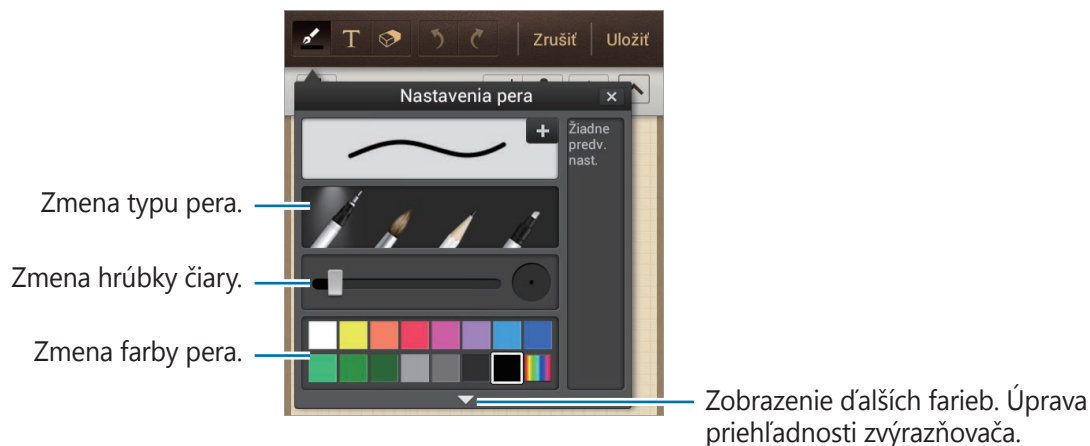 T
Zrušiť
Uložiť
Nastavenia pera
Žiadne
predv.
nast.
Zmena typu pera.
Zmena hrúbky čiary.
Zmena farby pera.
Zobrazenie ďalších farieb. Úprava
priehľadnosti zvýrazňovača.